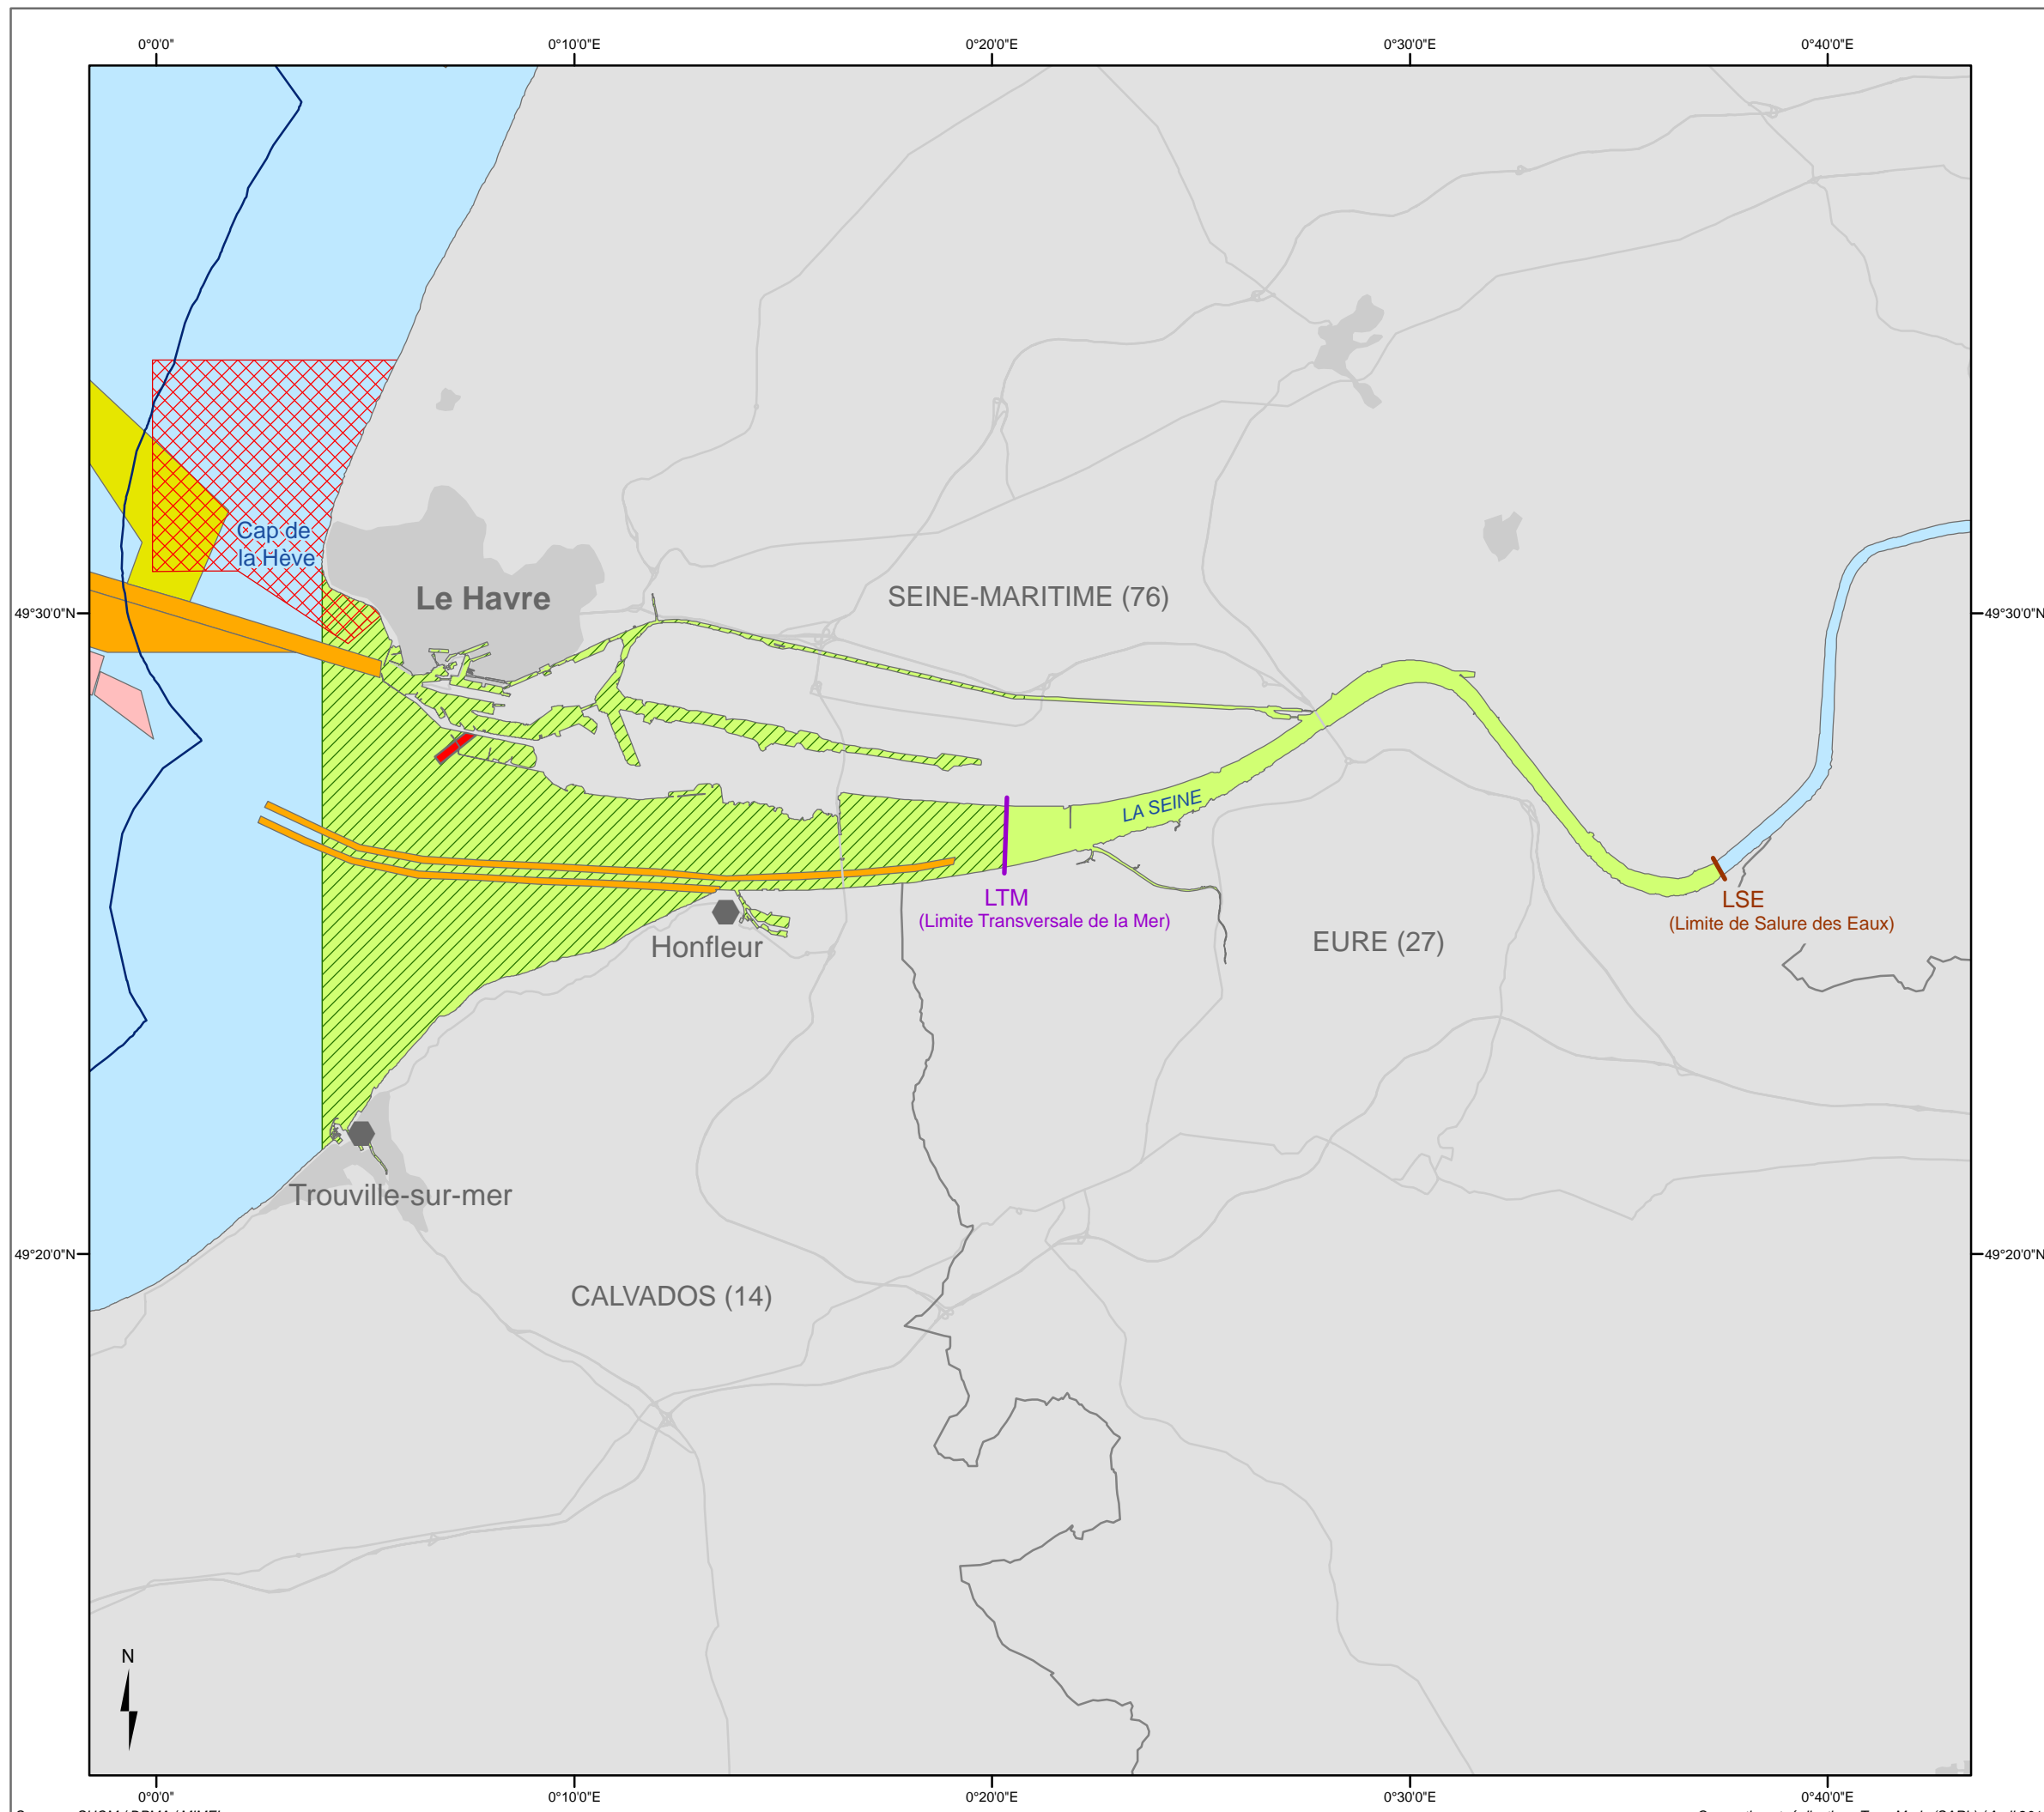 0°0'0" 0°10'0"E 0°20'0"E 0°30'0"E 0°40'0"E
Cap de
la Hève
Le Havre
SEINE-MARITIME (76)
49°30'0"N 49°30'0"N
LA SEINE
LTM
(Limite Transversale de la Mer)
LSE
(Limite de Salure des Eaux)
Honfleur
EURE (27)
Trouville-sur-mer
49°20'0"N 49°20'0"N
CALVADOS (14)
N
0°0'0" 0°10'0"E 0°20'0"E 0°30'0"E 0°40'0"E